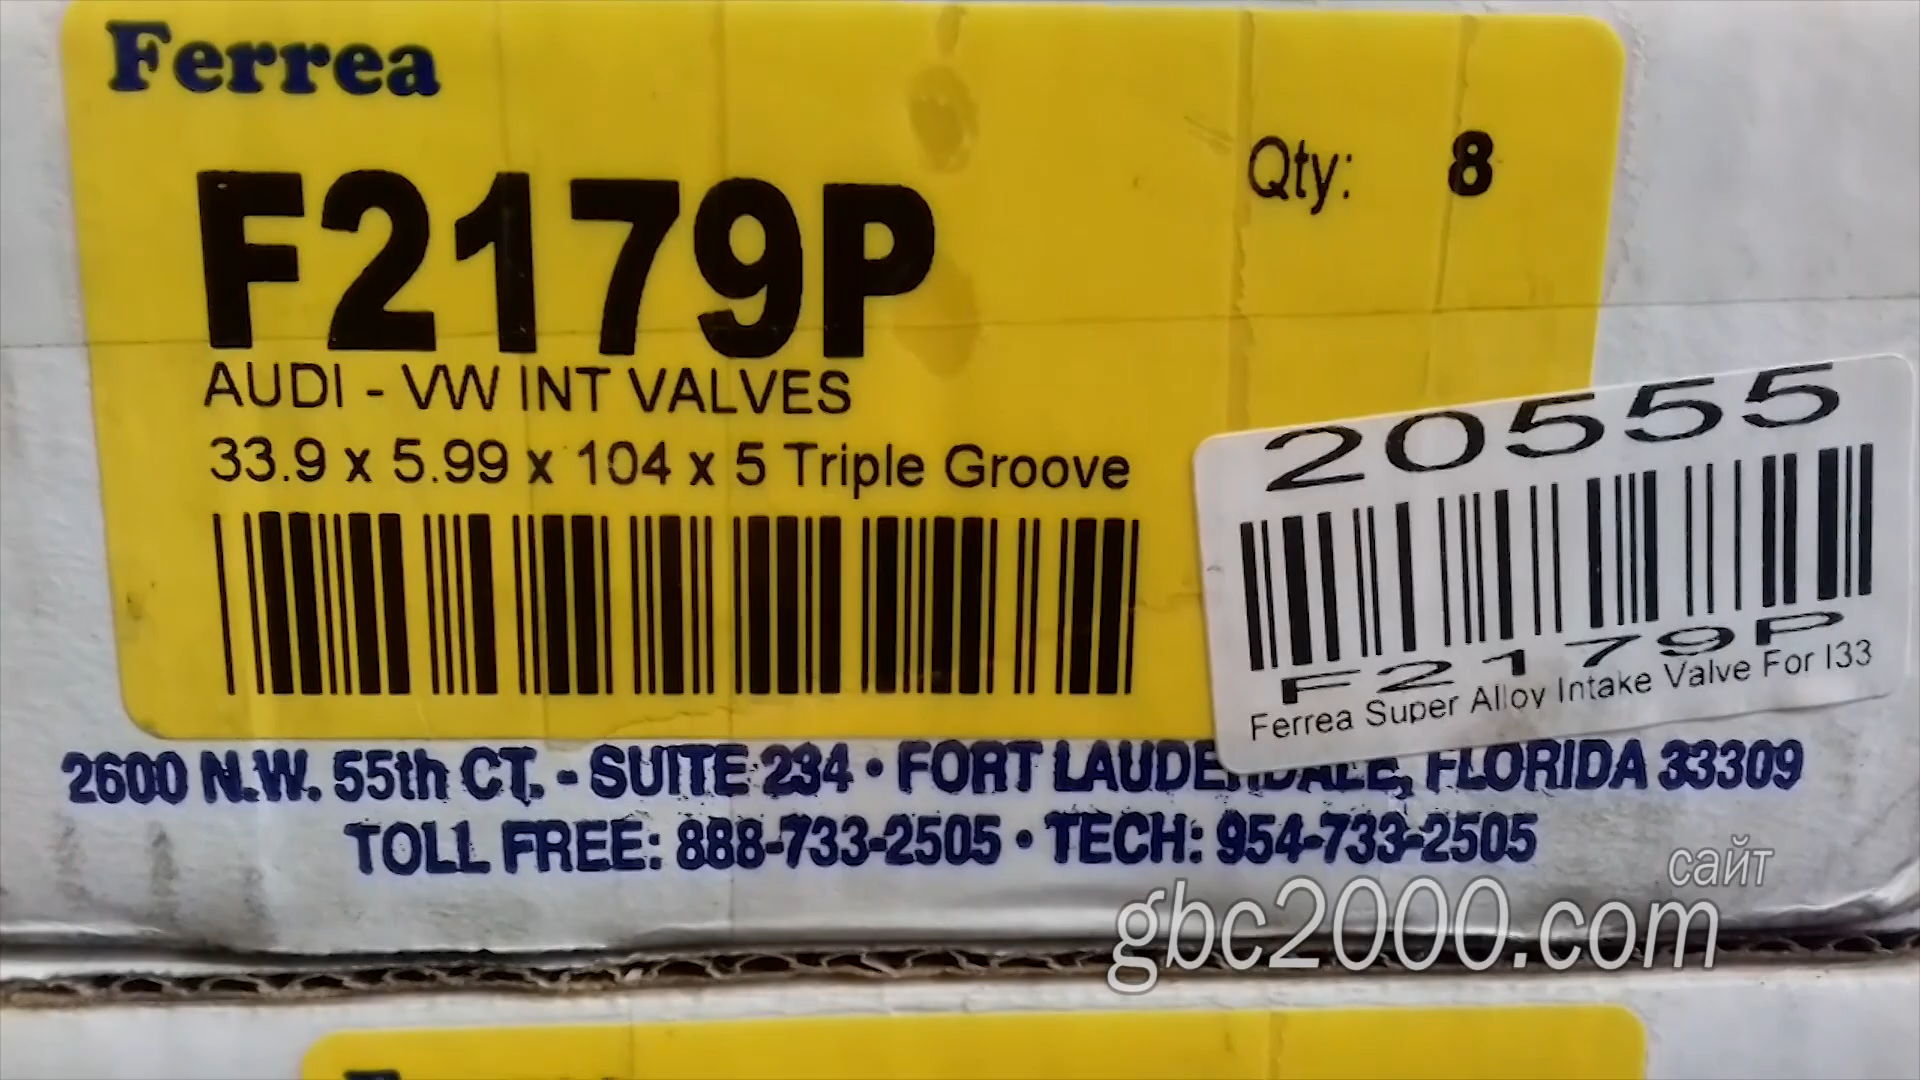 Ferrea
F2179P
Qty: 8
AUDI - VW INT VALVES
33.9 x 5.99 x 104 x 5 Triple Groove
20555
F2179P
Ferrea Super Alloy Intake Valve For I33
2600 N.W. 55th CT. - SUITE 234 • FORT LAUDERDALE, FLORIDA 33309
TOLL FREE: 888-733-2505 • TECH: 954-733-2505
сайт
gbc2000.com